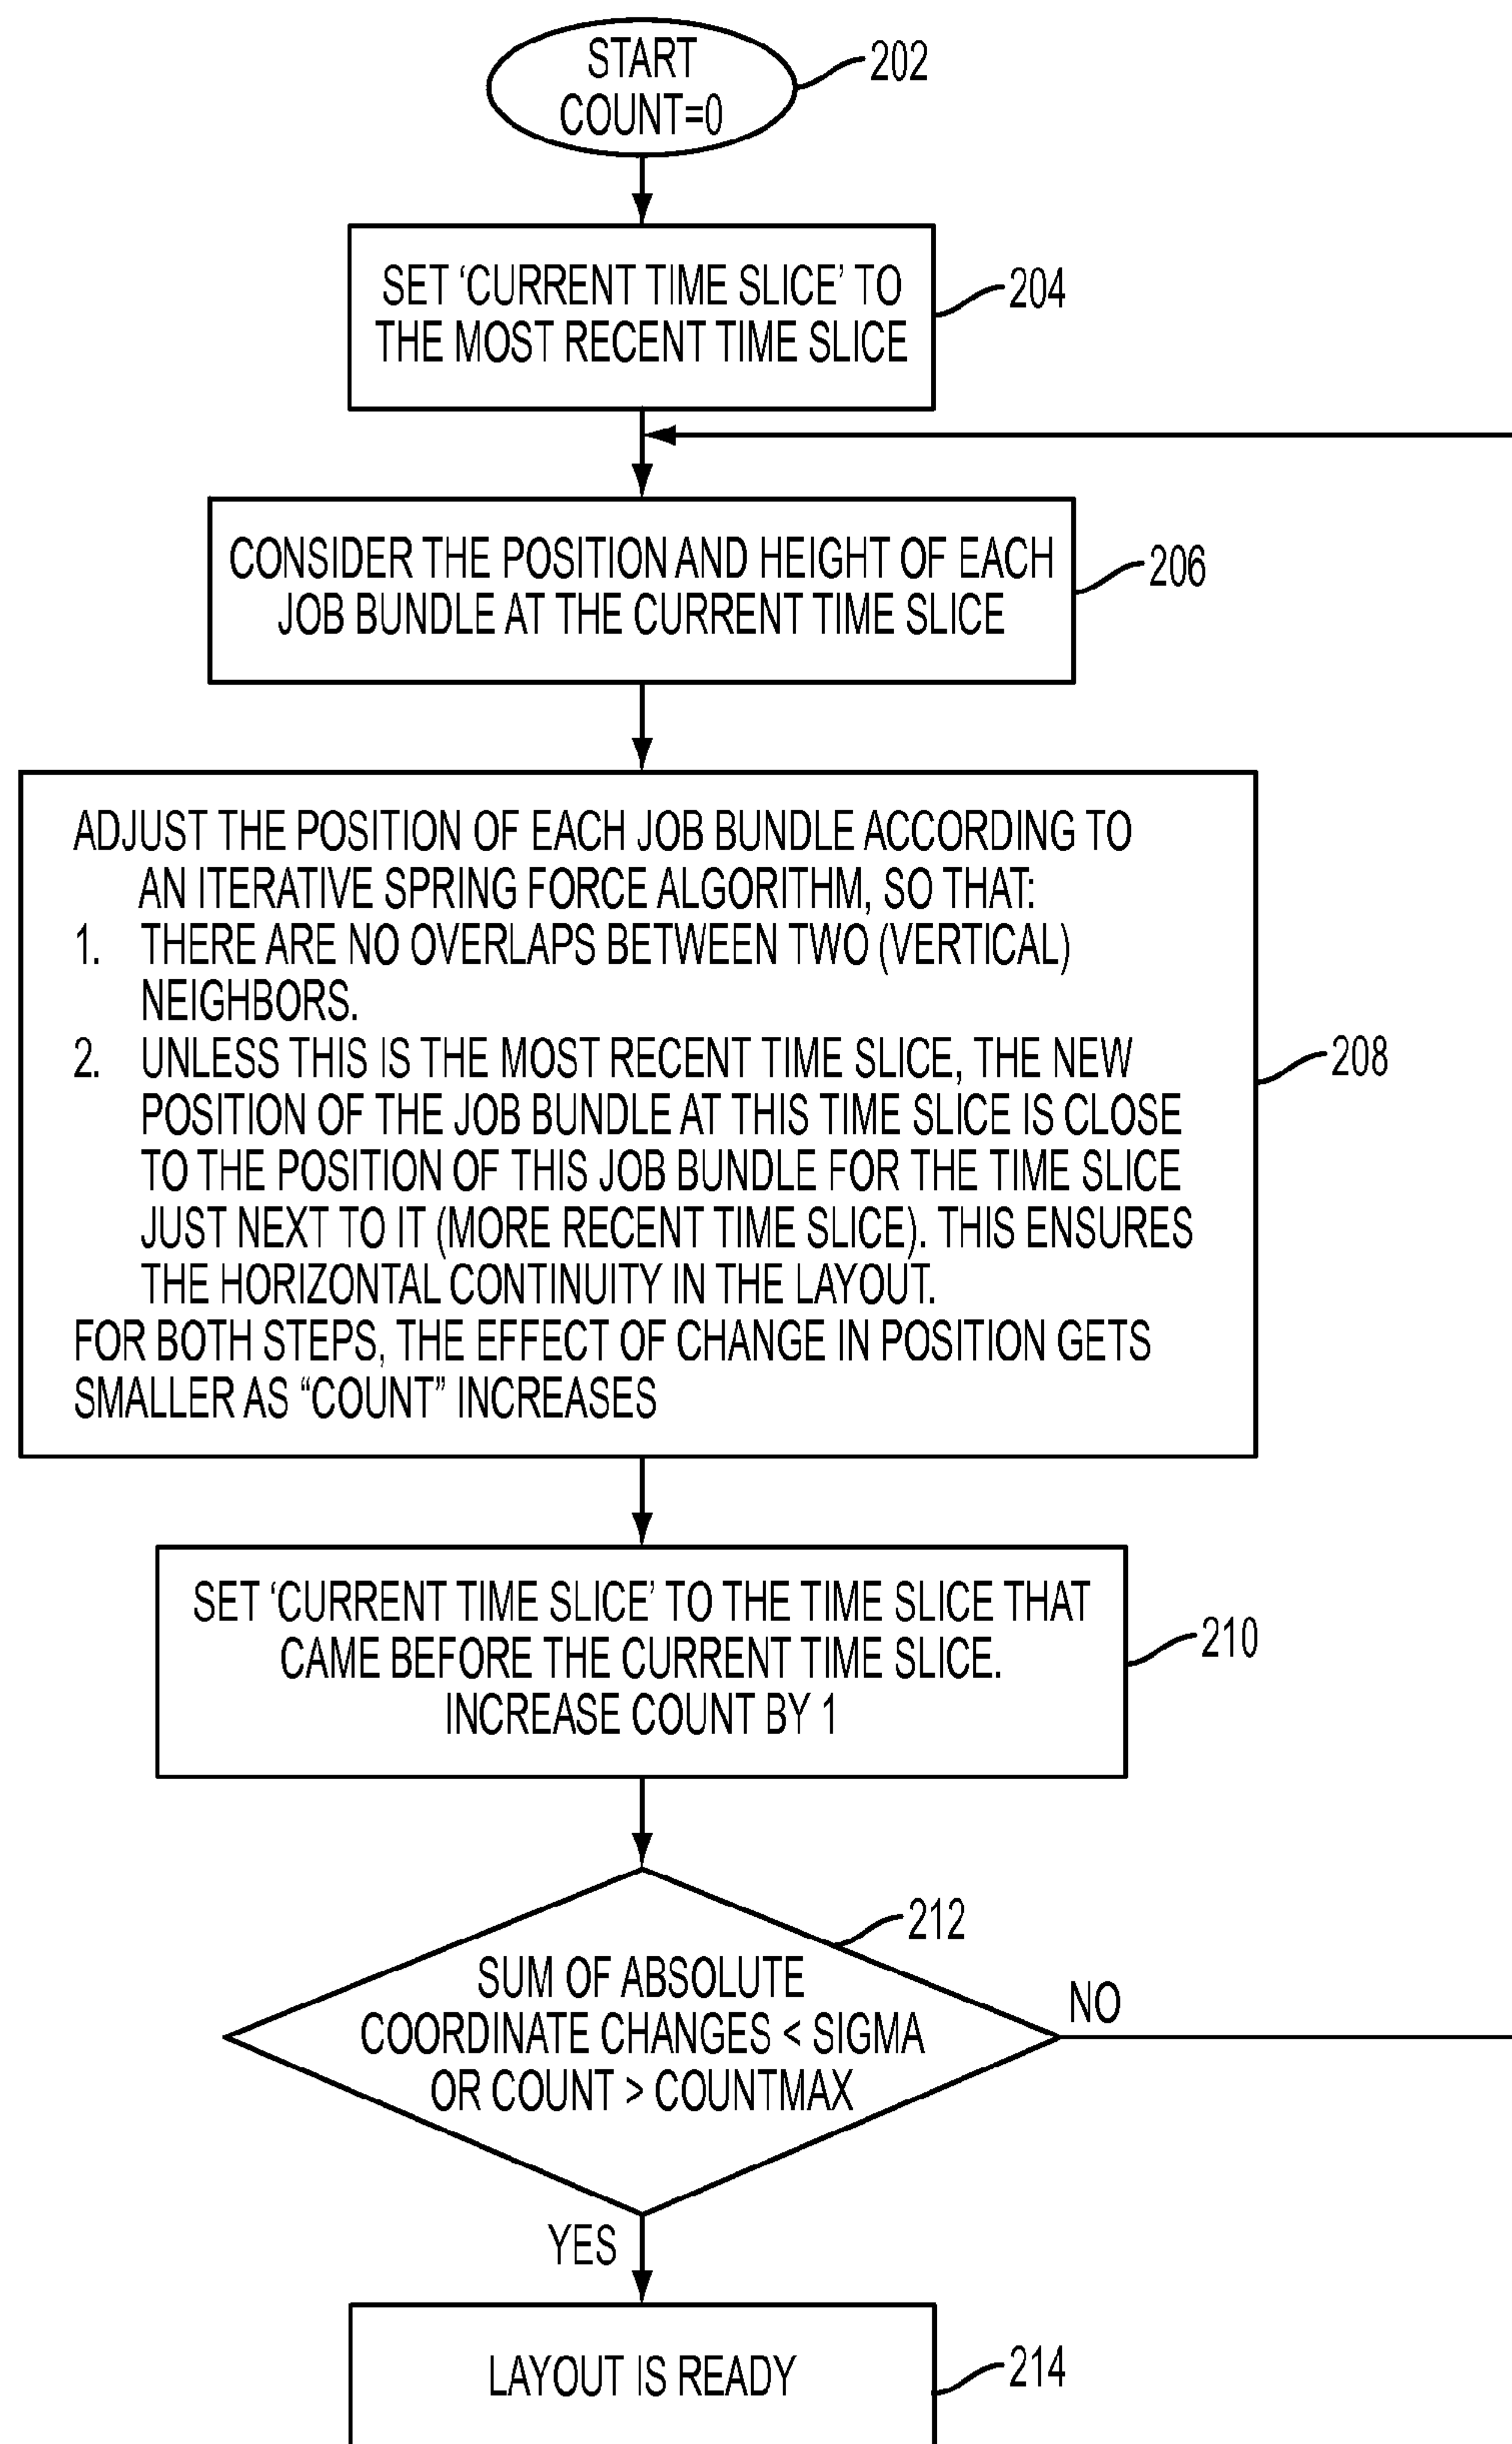 START
COUNT=0
202
SET ‘CURRENT TIME SLICE’ TO
THE MOST RECENT TIME SLICE
204
CONSIDER THE POSITION AND HEIGHT OF EACH
JOB BUNDLE AT THE CURRENT TIME SLICE
206
ADJUST THE POSITION OF EACH JOB BUNDLE ACCORDING TO
AN ITERATIVE SPRING FORCE ALGORITHM, SO THAT:
1. THERE ARE NO OVERLAPS BETWEEN TWO (VERTICAL)
NEIGHBORS.
2. UNLESS THIS IS THE MOST RECENT TIME SLICE, THE NEW
POSITION OF THE JOB BUNDLE AT THIS TIME SLICE IS CLOSE
TO THE POSITION OF THIS JOB BUNDLE FOR THE TIME SLICE
JUST NEXT TO IT (MORE RECENT TIME SLICE). THIS ENSURES
THE HORIZONTAL CONTINUITY IN THE LAYOUT.
FOR BOTH STEPS, THE EFFECT OF CHANGE IN POSITION GETS
SMALLER AS “COUNT” INCREASES
208
SET ‘CURRENT TIME SLICE’ TO THE TIME SLICE THAT
CAME BEFORE THE CURRENT TIME SLICE.
INCREASE COUNT BY 1
210
212
SUM OF ABSOLUTE
COORDINATE CHANGES < SIGMA
OR COUNT > COUNTMAX
NO
YES
LAYOUT IS READY
214